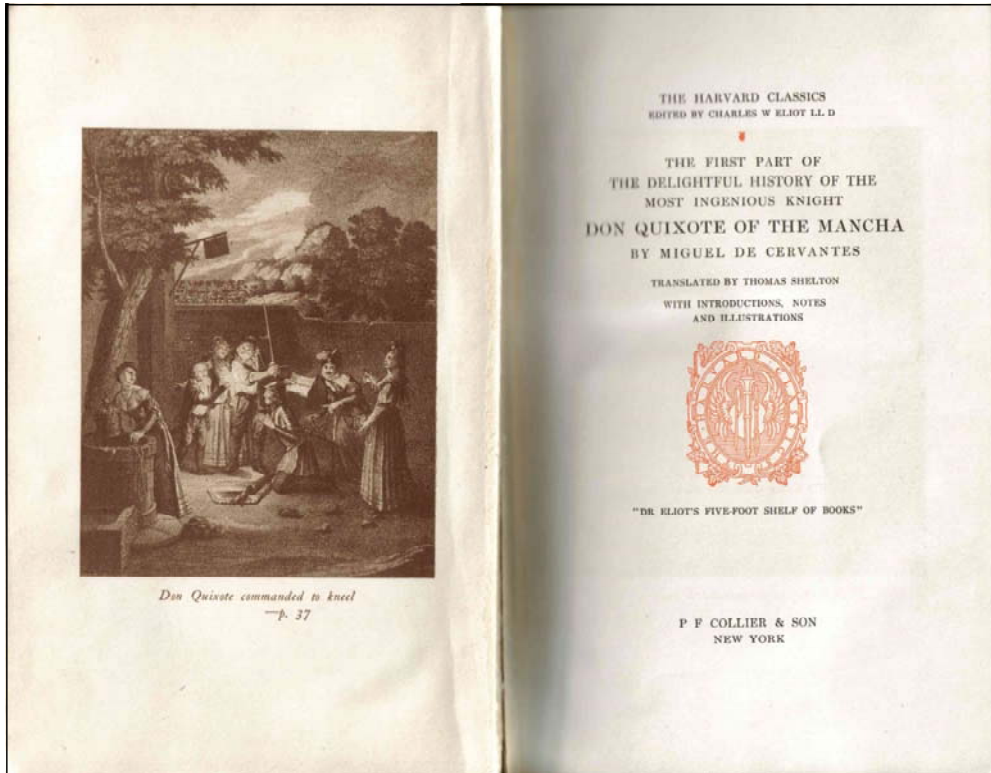 Don Quixote commanded to kneel
—p. 37
THE HARVARD CLASSICS
EDITED BY CHARLES W ELIOT LL D
THE FIRST PART OF
THE DELIGHTFUL HISTORY OF THE
MOST INGENIOUS KNIGHT
DON QUIXOTE OF THE MANCHA
BY MIGUEL DE CERVANTES
TRANSLATED BY THOMAS SHELTON
WITH INTRODUCTIONS, NOTES
AND ILLUSTRATIONS
"DR ELIOT'S FIVE-FOOT SHELF OF BOOKS"
P F COLLIER & SON
NEW YORK